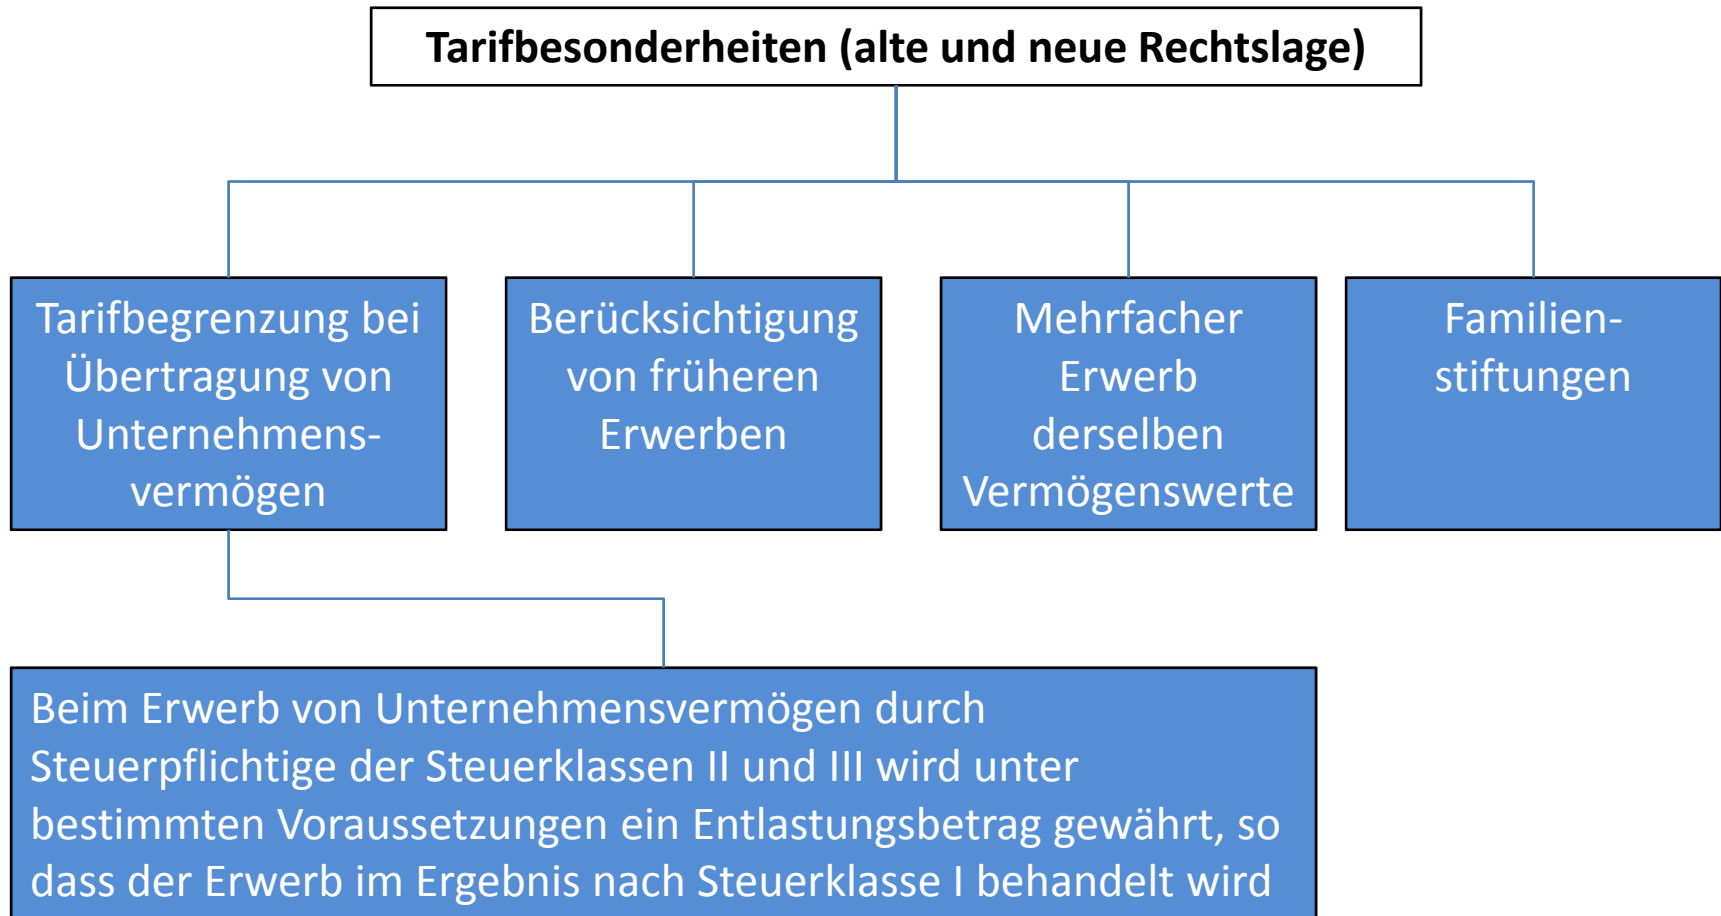 Tarifbesonderheiten (alte und neue Rechtslage)
Tarifbegrenzung bei
Übertragung von
Unternehmens-
vermögen
Berücksichtigung
von früheren
Erwerben
Mehrfacher
Erwerb
derselben
Vermögenswerte
Familien-
stiftungen
Beim Erwerb von Unternehmensvermögen durch
Steuerpflichtige der Steuerklassen II und III wird unter
bestimmten Voraussetzungen ein Entlastungsbetrag gewährt, so
dass der Erwerb im Ergebnis nach Steuerklasse I behandelt wird